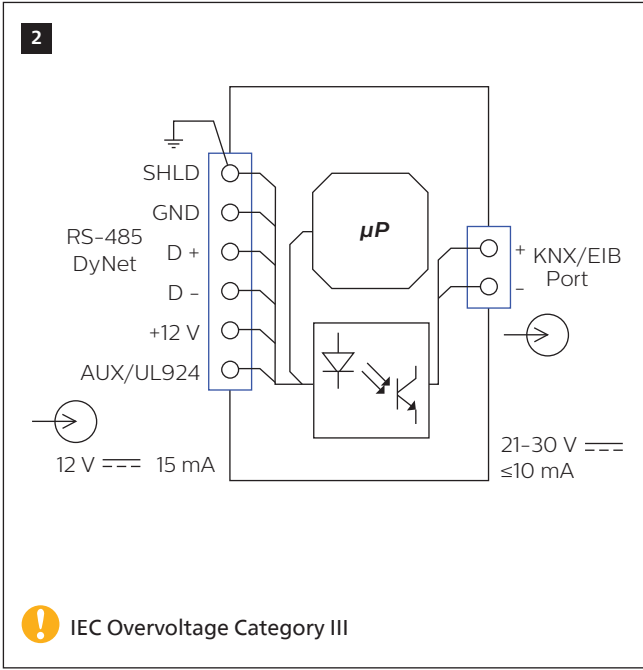 2
SHLD
GND
RS-485
DyNet
D +
D -
+12 V
AUX/UL924
12 V 15 mA
µP
+
-
KNX/EIB
Port
21-30 V
≤10 mA
! IEC Overvoltage Category III